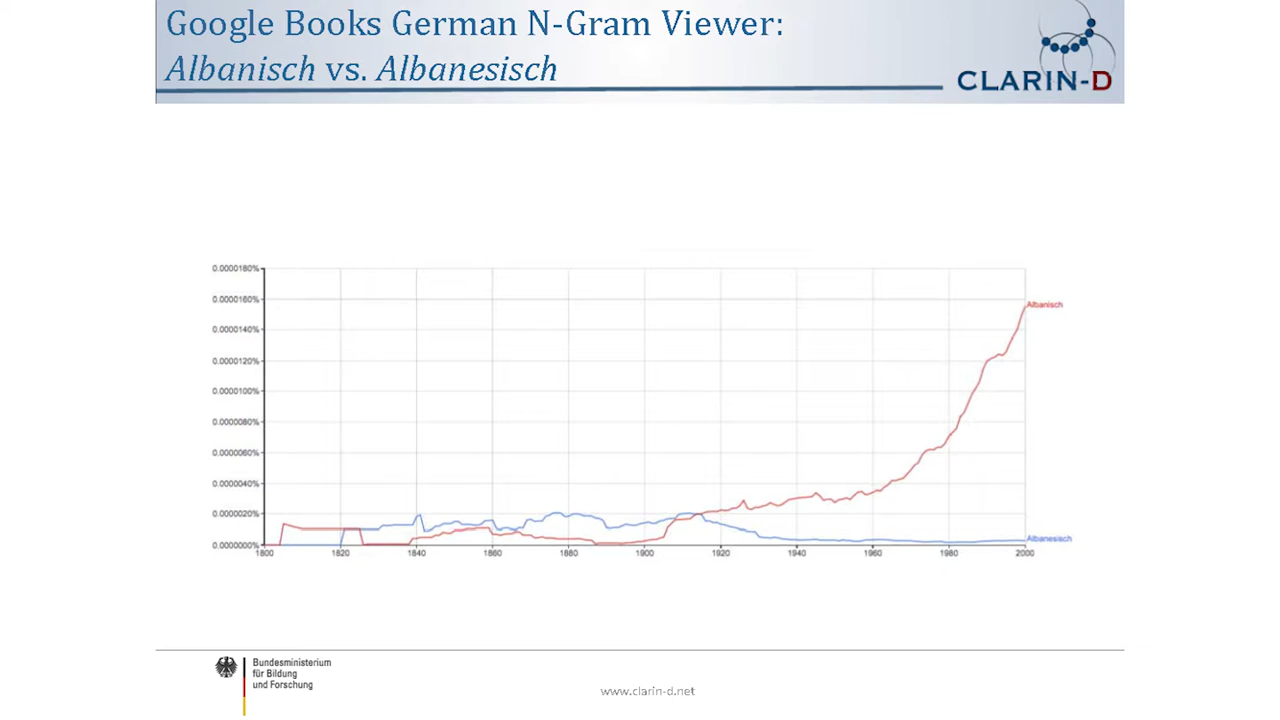 Google Books German N-Gram Viewer:
Albanisch vs. Albanesisch
CLARIN-D
0.0000180%
0.0000160%
0.0000140%
0.0000120%
0.0000100%
0.0000080%
0.0000060%
0.0000040%
0.0000020%
0.0000000%
Albanisch
Albanesisch
1800 1820 1840 1860 1880 1900 1920 1940 1960 1980 2000
Bundesministerium
für Bildung
und Forschung
www.clarin-d.net